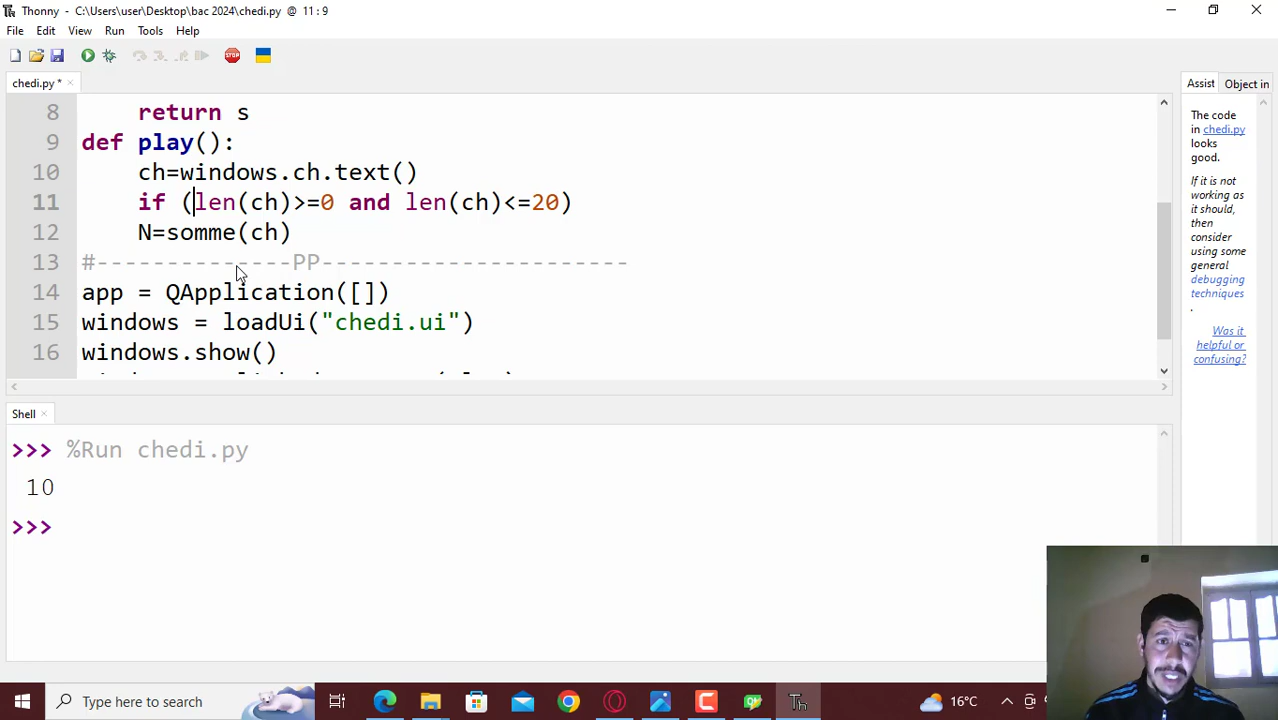 Thonny - C:\Users\user\Desktop\bac 2024\chedi.py @ 11 : 9
File Edit View Run Tools Help
STOP
chedi.py *
8 return s
9 def play():
10 ch=windows.ch.text()
11 if (len(ch)>=0 and len(ch)<=20)
12 N=somme(ch)
13 #--------------PP----------------------
14 app = QApplication([])
15 windows = loadUi("chedi.ui")
16 windows.show()
Assist Object in
The code
in chedi.py
looks
good.
If it is not
working as
it should,
then
consider
using some
general
debugging
techniques
.
Was it
helpful or
confusing?
Shell
>>> %Run chedi.py
10
>>>
Type here to search
16°C